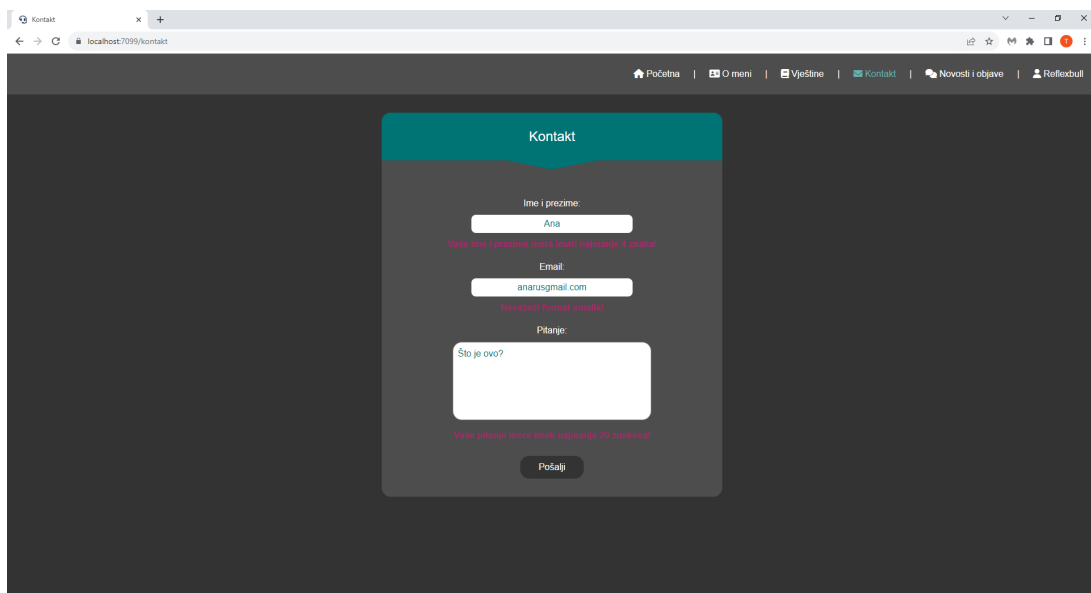 Kontakt
localhost:7099/kontakt
Početna | O meni | Vještine | Kontakt | Novosti i objave | Reflexbull
Kontakt
Ime i prezime:
Ana
Vaše ime i prezime mora imati najmanje 4 znaka!
Email:
anarusgmail.com
Nevažeći format emaila!
Pitanje:
Što je ovo?
Vaše pitanje mora imati najmanje 20 znakova!
Pošalji